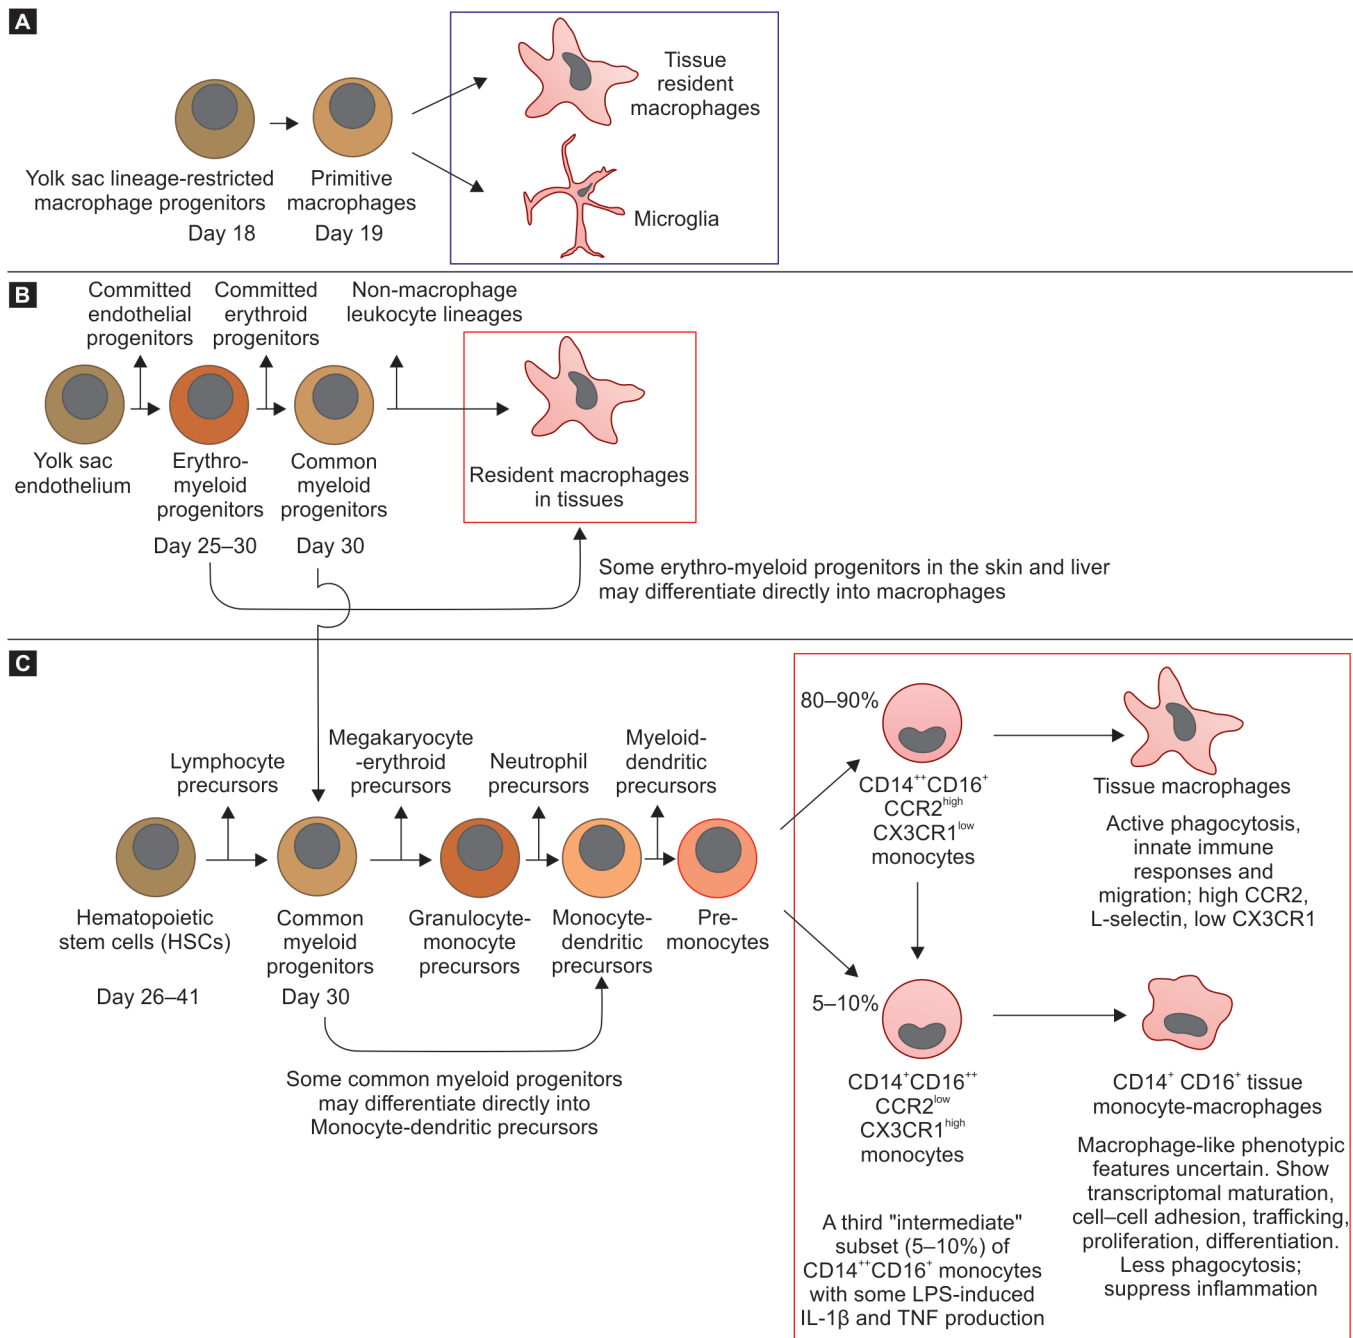 A
Tissue
resident
macrophages
Yolk sac lineage-restricted
macrophage progenitors
Day 18
Primitive
macrophages
Day 19
Microglia
B
Committed
endothelial
progenitors
Committed
erythroid
progenitors
Non-macrophage
leukocyte lineages
Yolk sac
endothelium
Erythro-
myeloid
progenitors
Day 25–30
Common
myeloid
progenitors
Day 30
Resident macrophages
in tissues
Some erythro-myeloid progenitors in the skin and liver
may differentiate directly into macrophages
C
Lymphocyte
precursors
Megakaryocyte
-erythroid
precursors
Neutrophil
precursors
Myeloid-
dendritic
precursors
Hematopoietic
stem cells (HSCs)
Day 26–41
Common
myeloid
progenitors
Day 30
Granulocyte-
monocyte
precursors
Monocyte-
dendritic
precursors
Pre-
monocytes
Some common myeloid progenitors
may differentiate directly into
Monocyte-dendritic precursors
80–90%
CD14⁺⁺CD16⁺
CCR2ʰⁱᵍʰ
CX3CR1ˡᵒʷ
monocytes
Tissue macrophages
Active phagocytosis,
innate immune
responses and
migration; high CCR2,
L-selectin, low CX3CR1
5–10%
CD14⁺CD16⁺⁺
CCR2ˡᵒʷ
CX3CR1ʰⁱᵍʰ
monocytes
A third "intermediate"
subset (5–10%) of
CD14⁺⁺CD16⁺ monocytes
with some LPS-induced
IL-1β and TNF production
CD14⁺ CD16⁺ tissue
monocyte-macrophages
Macrophage-like phenotypic
features uncertain. Show
transcriptomal maturation,
cell–cell adhesion, trafficking,
proliferation, differentiation.
Less phagocytosis;
suppress inflammation